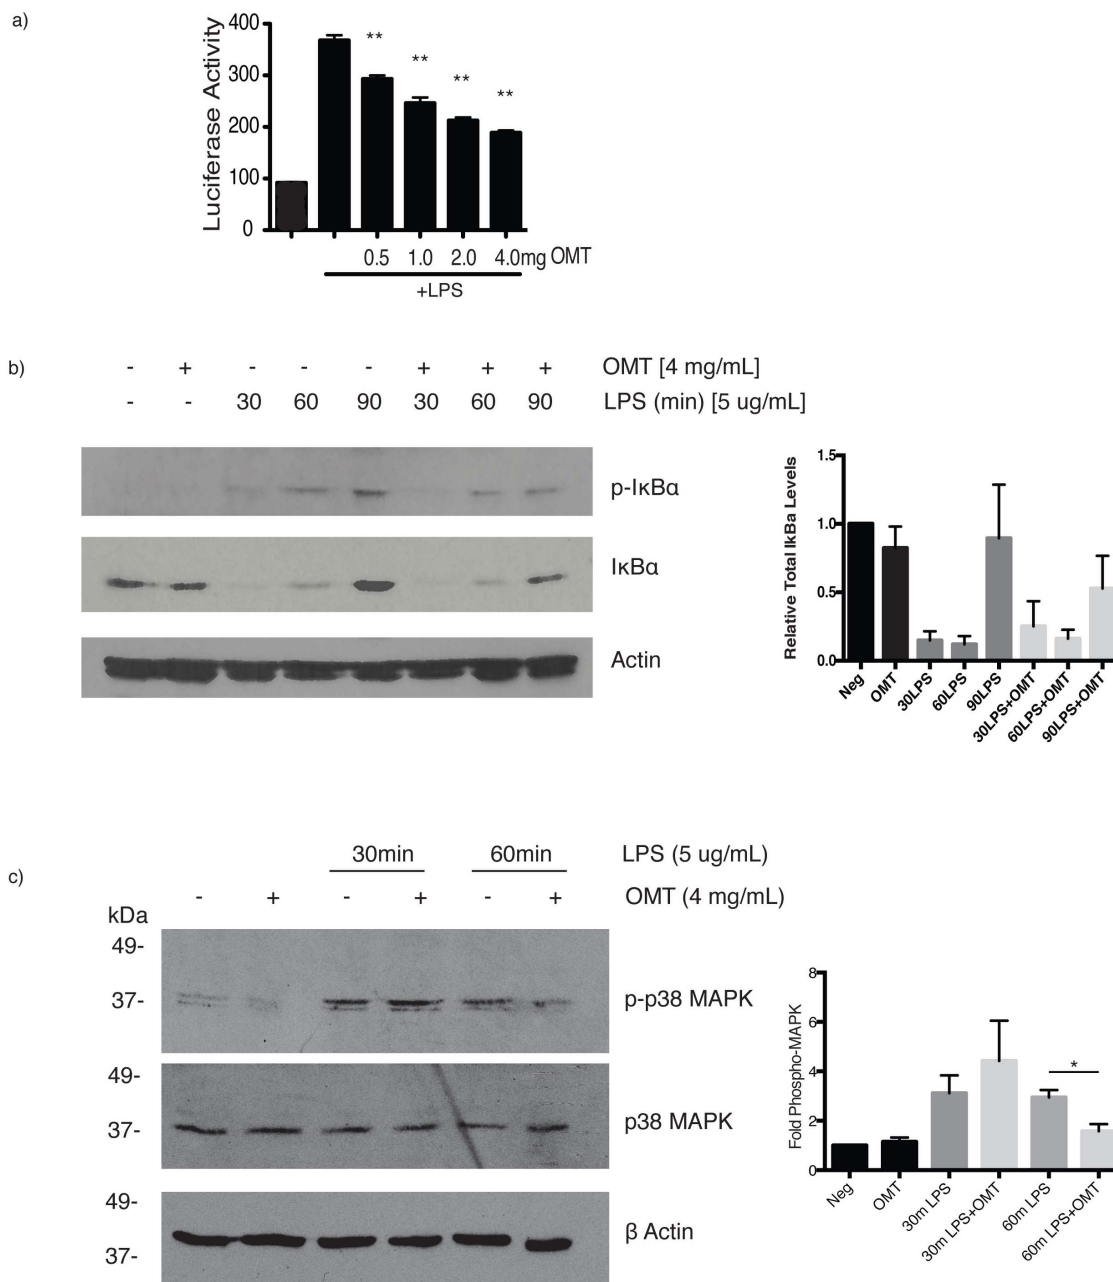 a)
400
300
200
100
0
Luciferase Activity
**
**
**
**
0.5 1.0 2.0 4.0mg OMT
+LPS
b)
- + - - - + + + OMT [4 mg/mL]
- - 30 60 90 30 60 90 LPS (min) [5 ug/mL]
p-IκBα
IκBα
Actin
1.5
1.0
0.5
0.0
Relative Total IkBa Levels
Neg
OMT
30LPS
60LPS
90LPS
30LPS+OMT
60LPS+OMT
90LPS+OMT
c)
30min 60min LPS (5 ug/mL)
- + - + - + OMT (4 mg/mL)
kDa
49-
37-
p-p38 MAPK
49-
37-
p38 MAPK
49-
37-
β Actin
8
6
4
2
0
Fold Phospho-MAPK
*
Neg
OMT
30m LPS
30m LPS+OMT
60m LPS
60m LPS+OMT